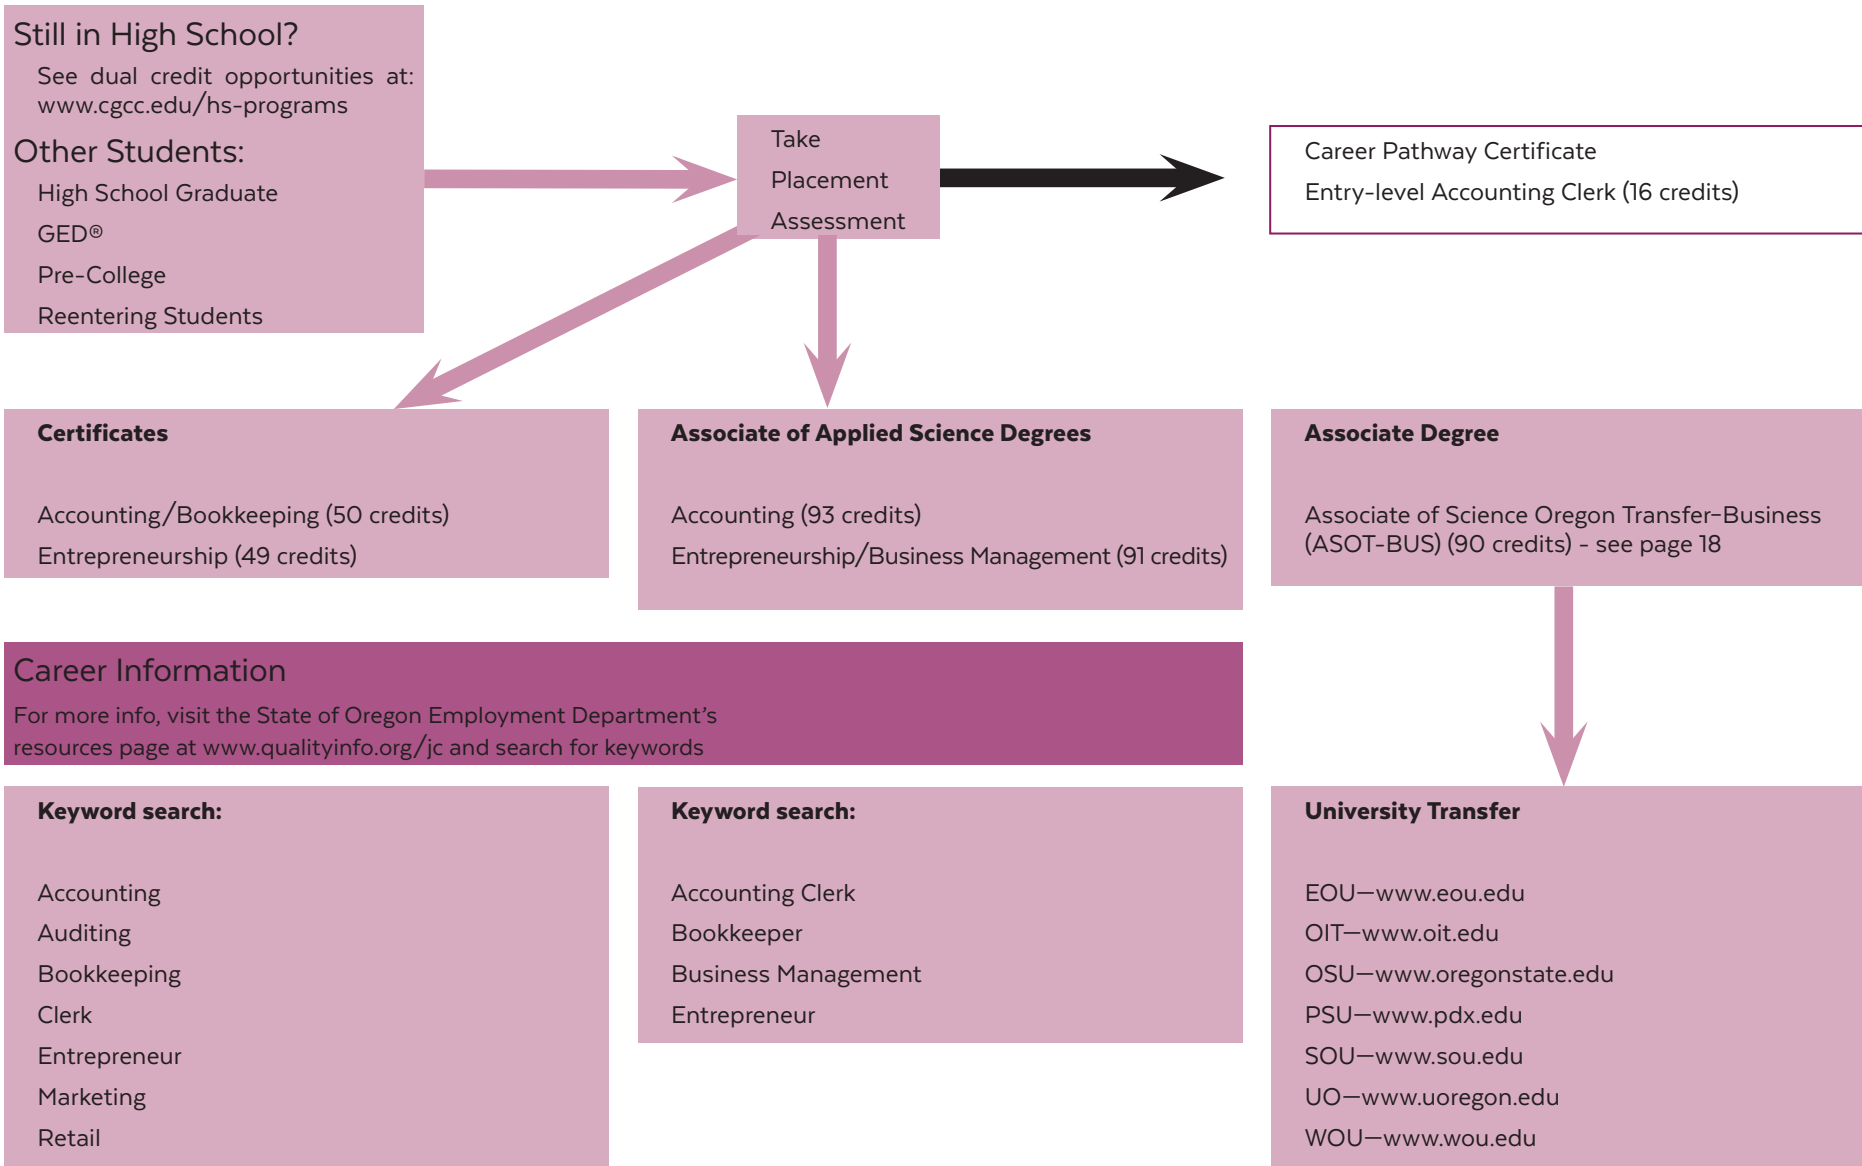 Still in High School?
See dual credit opportunities at:
www.cgcc.edu/hs-programs
Other Students:
High School Graduate
GED®
Pre-College
Reentering Students
Take
Placement
Assessment
Career Pathway Certificate
Entry-level Accounting Clerk (16 credits)
Certificates
Accounting/Bookkeeping (50 credits)
Entrepreneurship (49 credits)
Associate of Applied Science Degrees
Accounting (93 credits)
Entrepreneurship/Business Management (91 credits)
Associate Degree
Associate of Science Oregon Transfer–Business
(ASOT-BUS) (90 credits) - see page 18
Career Information
For more info, visit the State of Oregon Employment Department’s
resources page at www.qualityinfo.org/jc and search for keywords
Keyword search:
Accounting
Auditing
Bookkeeping
Clerk
Entrepreneur
Marketing
Retail
Keyword search:
Accounting Clerk
Bookkeeper
Business Management
Entrepreneur
University Transfer
EOU—www.eou.edu
OIT—www.oit.edu
OSU—www.oregonstate.edu
PSU—www.pdx.edu
SOU—www.sou.edu
UO—www.uoregon.edu
WOU—www.wou.edu